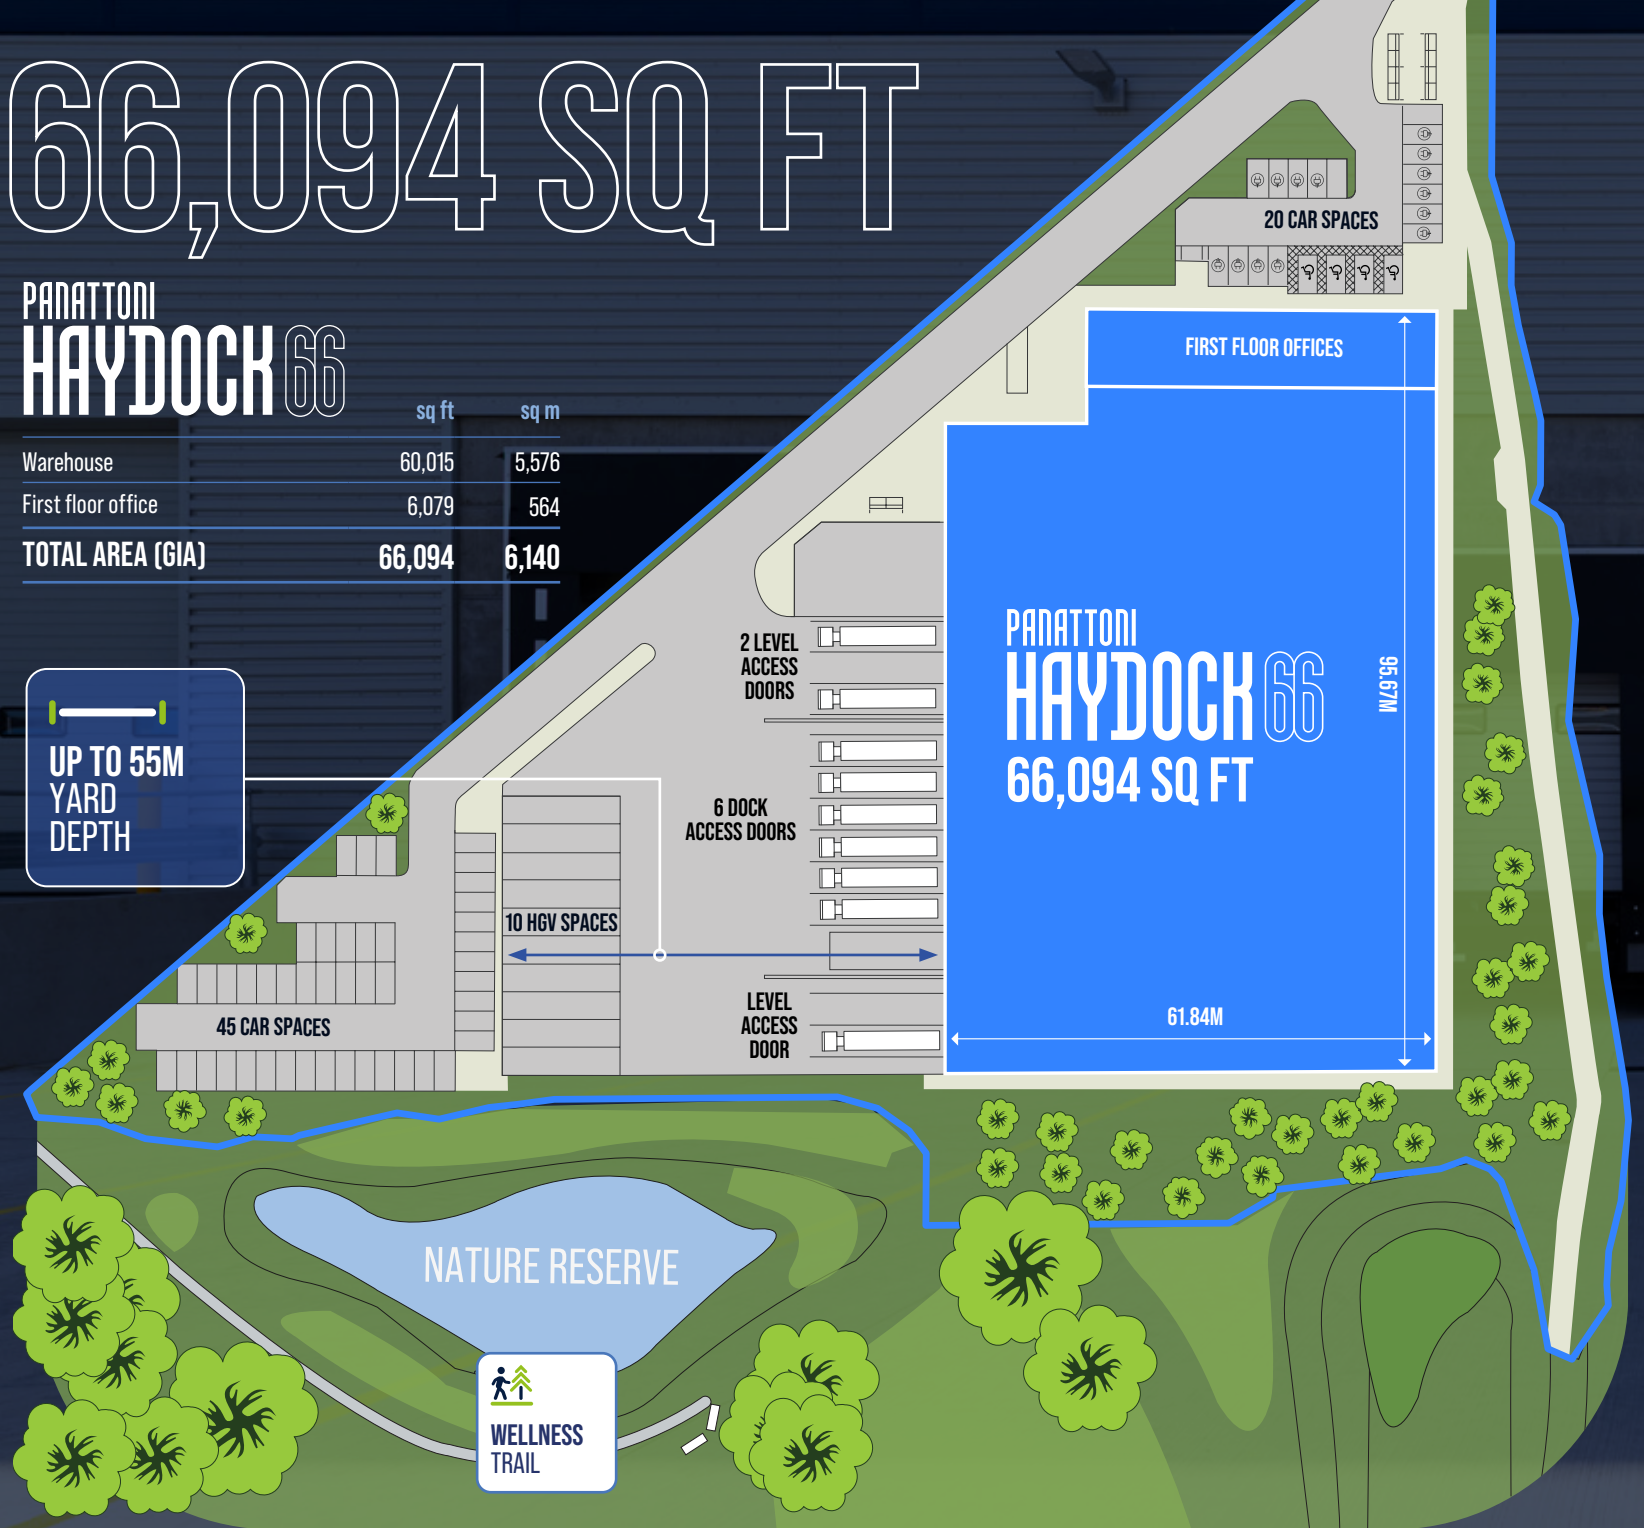 66,094 SQ FT
PANATTONI
HAYDOCK 66
sq ft sq m
Warehouse 60,015 5,576
First floor office 6,079 564
TOTAL AREA (GIA) 66,094 6,140
UP TO 55M
YARD
DEPTH
20 CAR SPACES
FIRST FLOOR OFFICES
2 LEVEL
ACCESS
DOORS
PANATTONI
HAYDOCK 66
66,094 SQ FT
95.67M
6 DOCK
ACCESS DOORS
10 HGV SPACES
LEVEL
ACCESS
DOOR
61.84M
45 CAR SPACES
NATURE RESERVE
WELLNESS
TRAIL